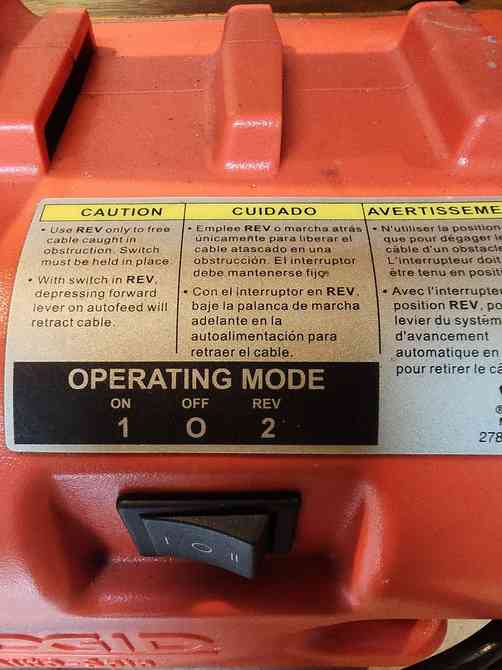 CAUTION
• Use REV only to free
cable caught in
obstruction. Switch
must be held in place.
• With switch in REV,
depressing forward
lever on autofeed will
retract cable.
CUIDADO
• Emplee REV o marcha atrás
únicamente para liberar el
cable atascado en una
obstrucción. El interruptor
debe mantenerse fijo.
• Con el interruptor en REV,
baje la palanca de marcha
adelante en la
autoalimentación para
retraer el cable.
AVERTISSEME
• N'utiliser la position
que pour dégager le
câble d'un obstacle
L'interrupteur doit
être tenu en posit
• Avec l'interrupteu
position REV, po
levier du systèm
d'avancement
automatique en
pour retirer le câ
OPERATING MODE
ON OFF REV
1 O 2
278
I O II